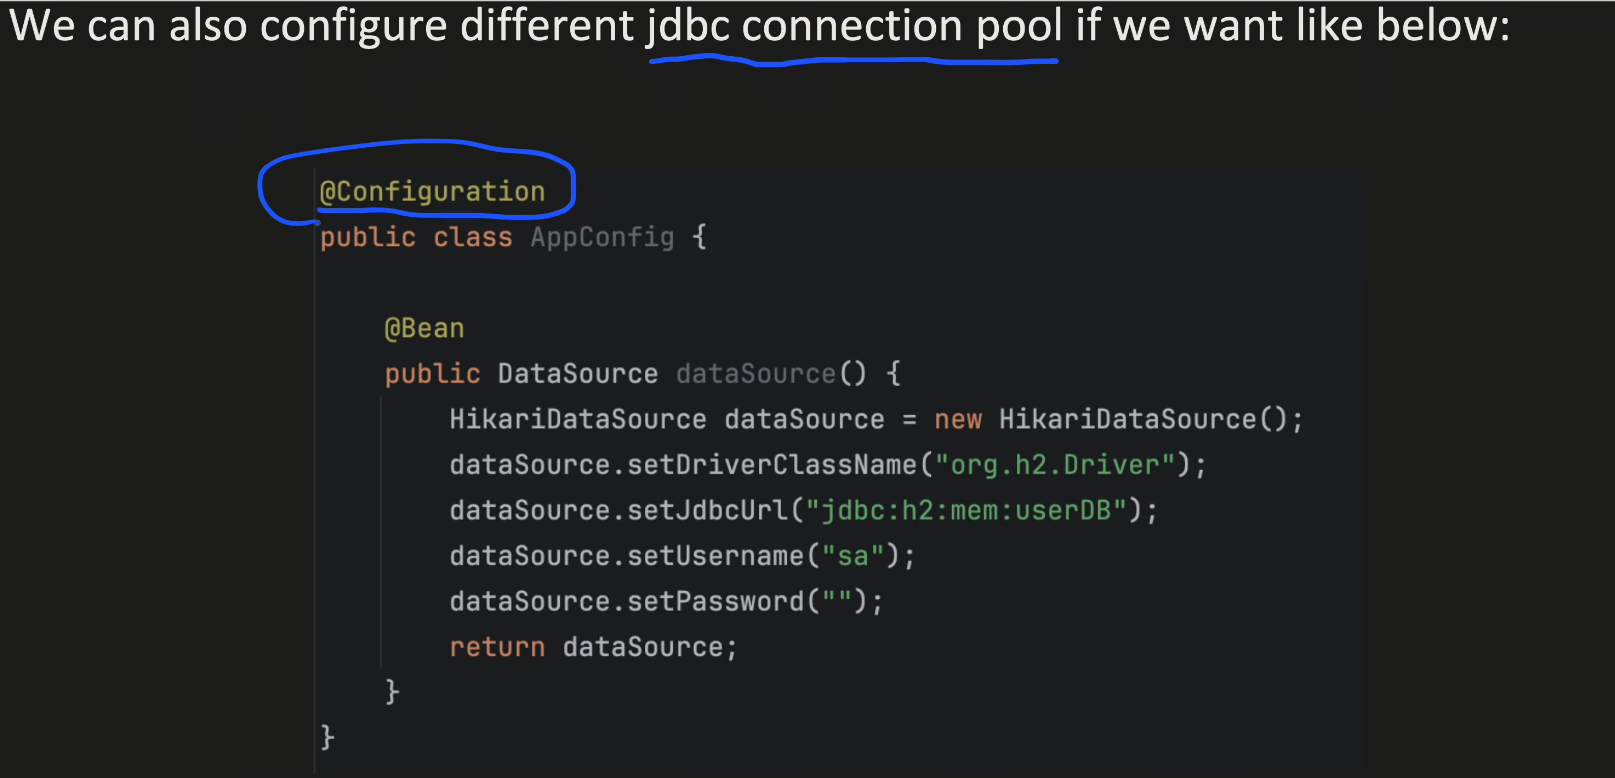 We can also configure different jdbc connection pool if we want like below:
@Configuration
public class AppConfig {
@Bean
public DataSource dataSource() {
HikariDataSource dataSource = new HikariDataSource();
dataSource.setDriverClassName("org.h2.Driver");
dataSource.setJdbcUrl("jdbc:h2:mem:userDB");
dataSource.setUsername("sa");
dataSource.setPassword("");
return dataSource;
}
}